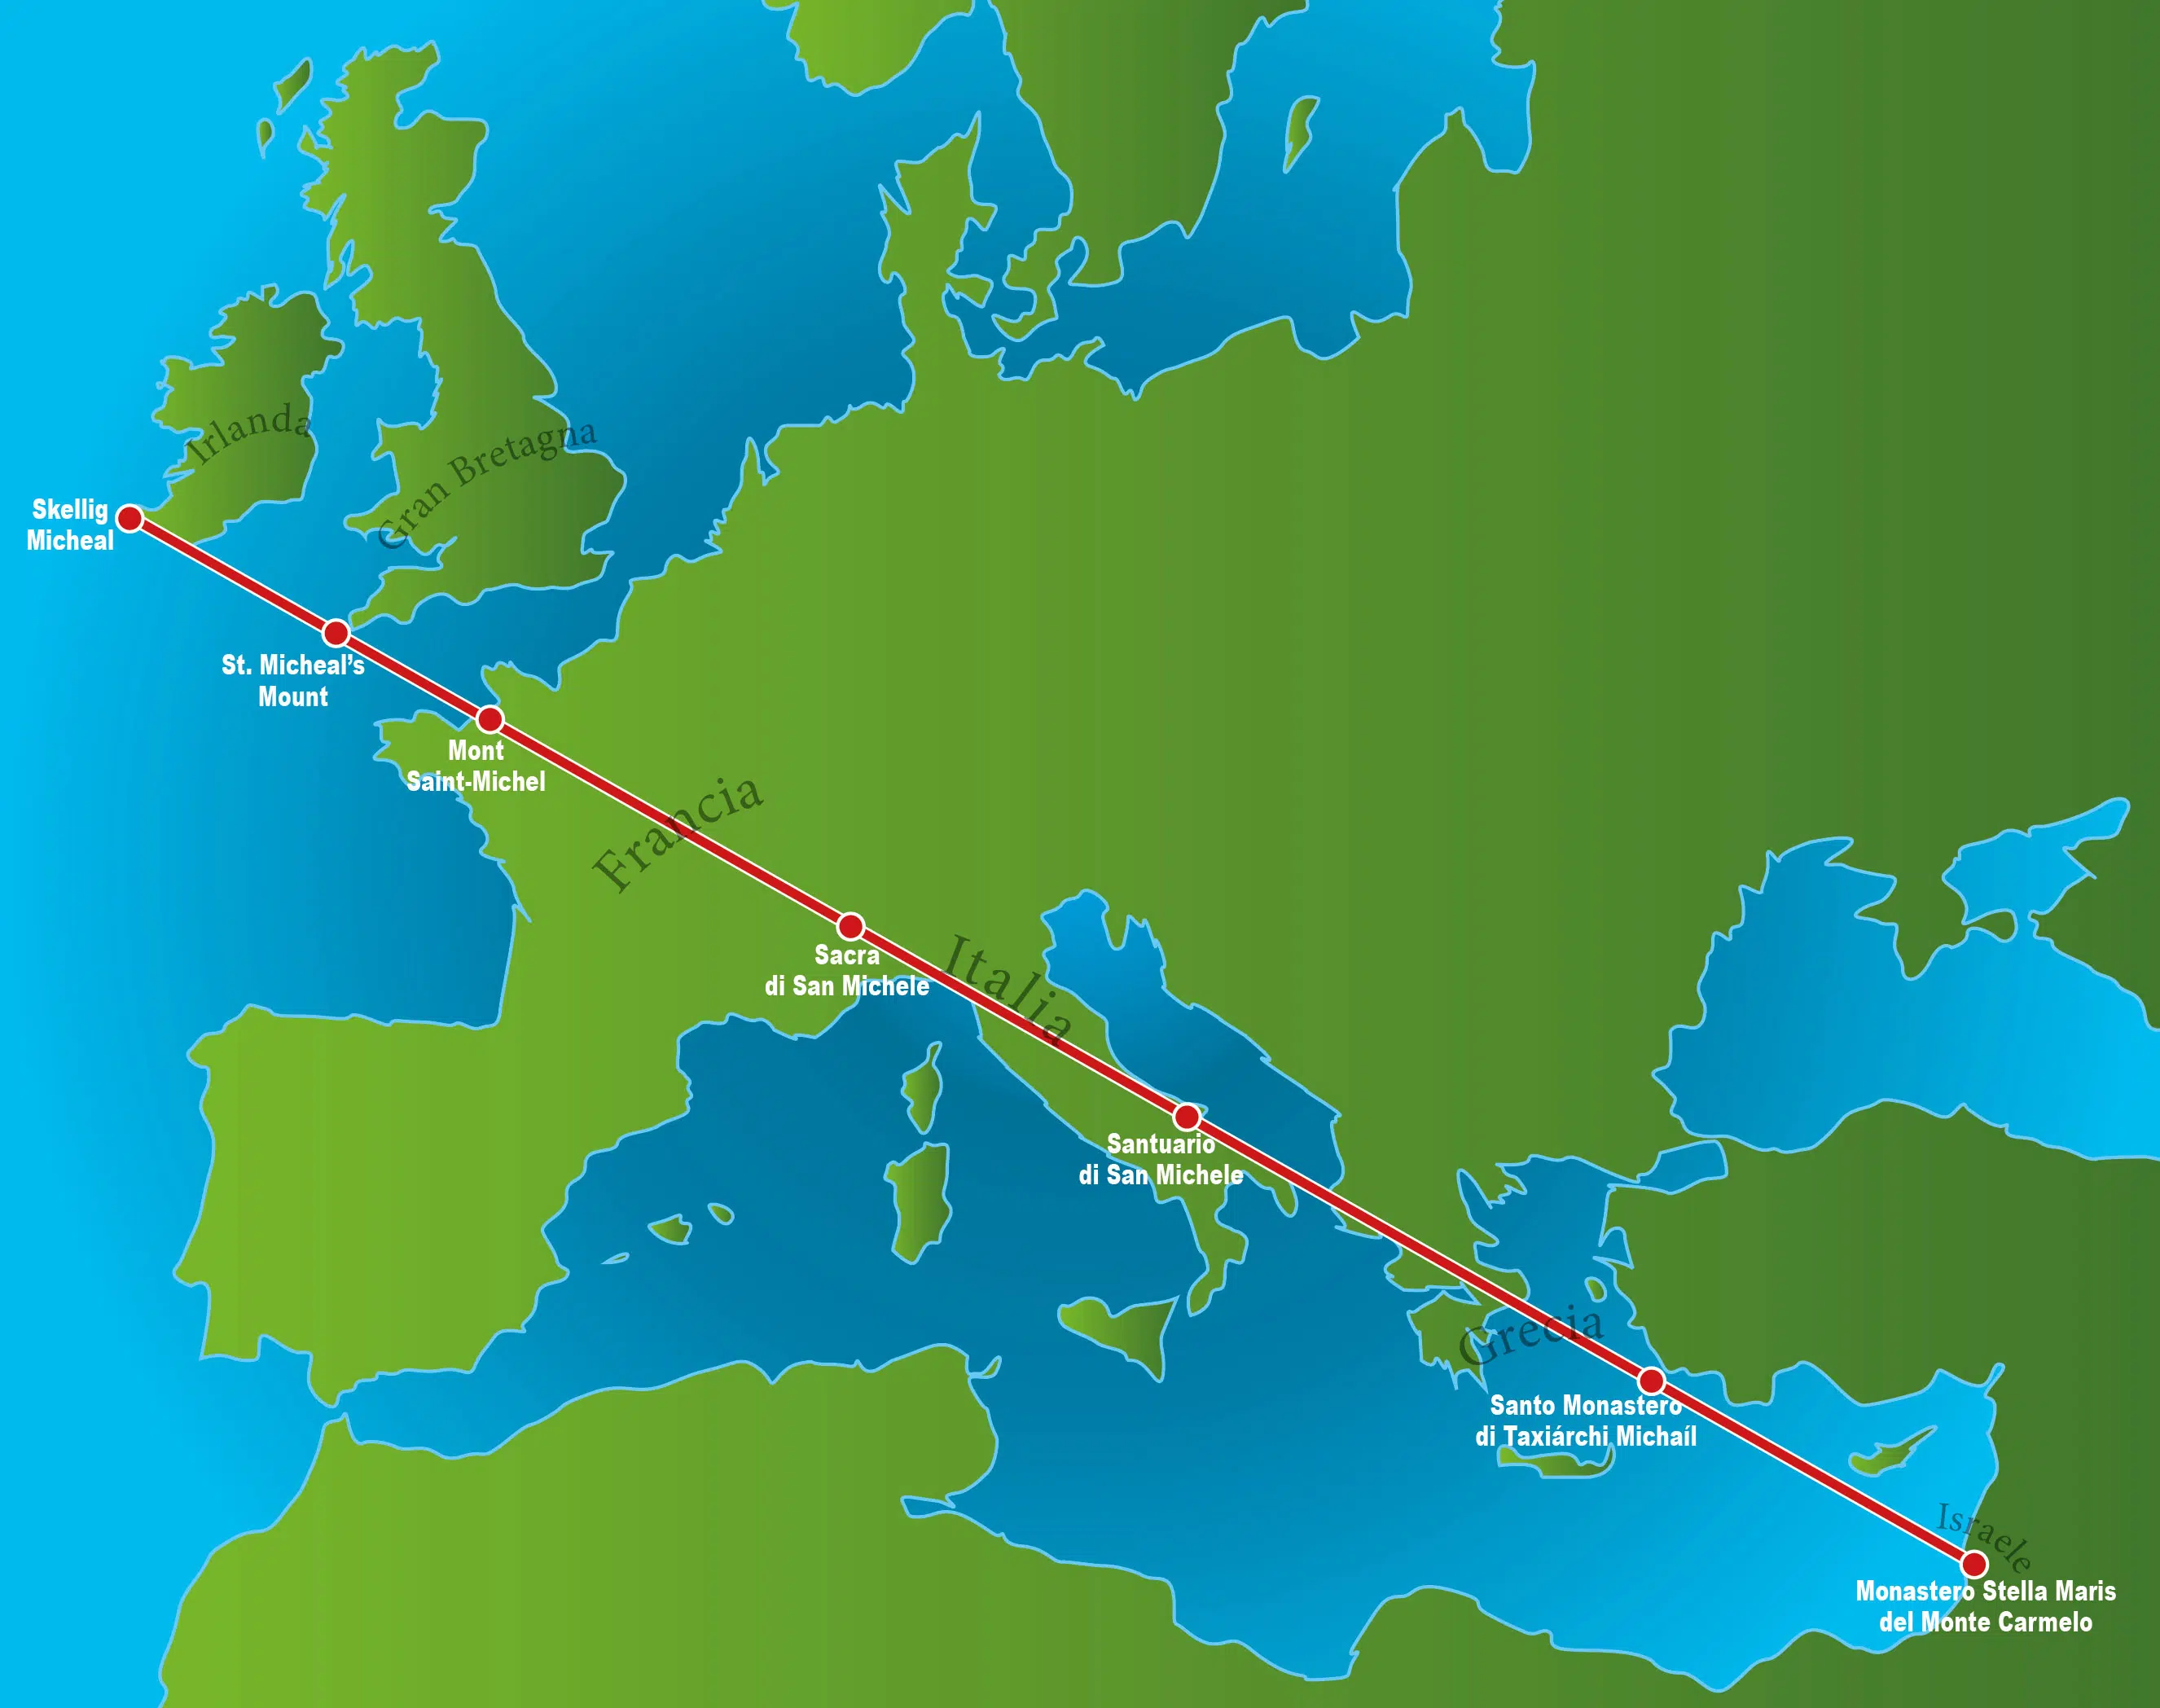 Irlanda
Gran Bretagna
Skellig
Micheal
St. Micheal's
Mount
Mont
Saint-Michel
Francia
Italia
Sacra
di San Michele
Santuario
di San Michele
Grecia
Santo Monastero
di Taxiárchi Michaíl
Israele
Monastero Stella Maris
del Monte Carmelo